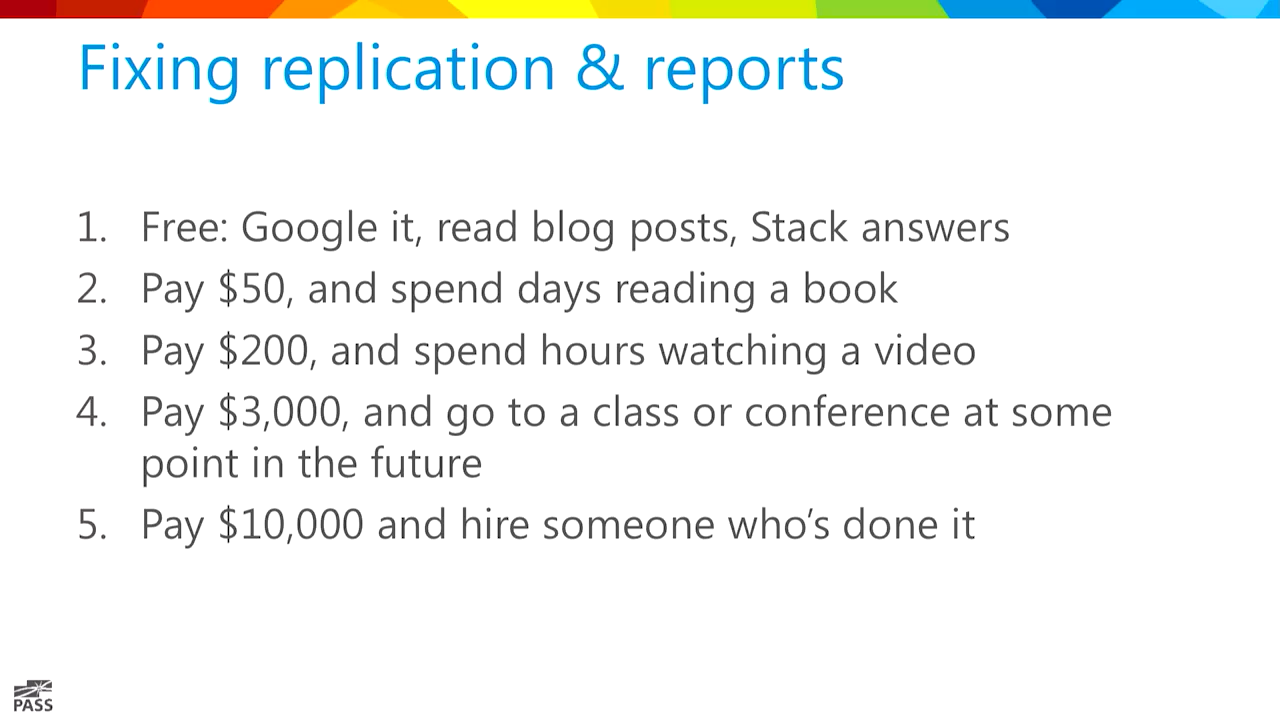 Fixing replication & reports
1. Free: Google it, read blog posts, Stack answers
2. Pay $50, and spend days reading a book
3. Pay $200, and spend hours watching a video
4. Pay $3,000, and go to a class or conference at some
point in the future
5. Pay $10,000 and hire someone who’s done it
PASS